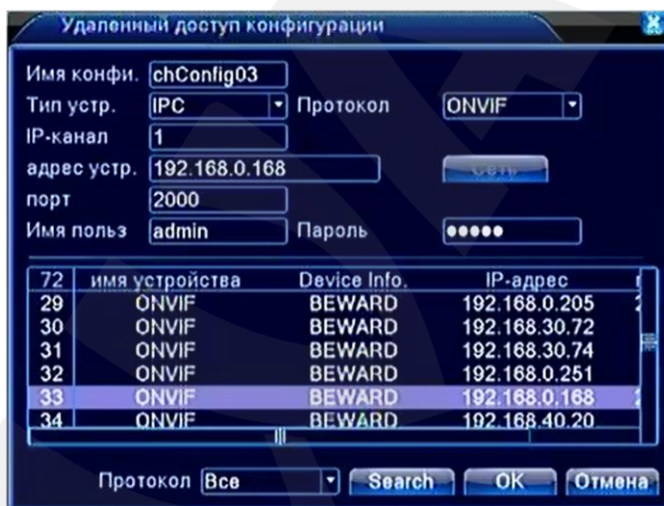 Удаленный доступ конфигурации
Имя конфи. chConfig03
Тип устр. IPC Протокол ONVIF
IP-канал 1
адрес устр. 192.168.0.168 Сеть
порт 2000
Имя польз admin Пароль ●●●●●
72 имя устройства Device Info. IP-адрес
29 ONVIF BEWARD 192.168.0.205
30 ONVIF BEWARD 192.168.30.72
31 ONVIF BEWARD 192.168.30.74
32 ONVIF BEWARD 192.168.0.251
33 ONVIF BEWARD 192.168.0.168
34 ONVIF BEWARD 192.168.40.20
Протокол Все Search OK Отмена